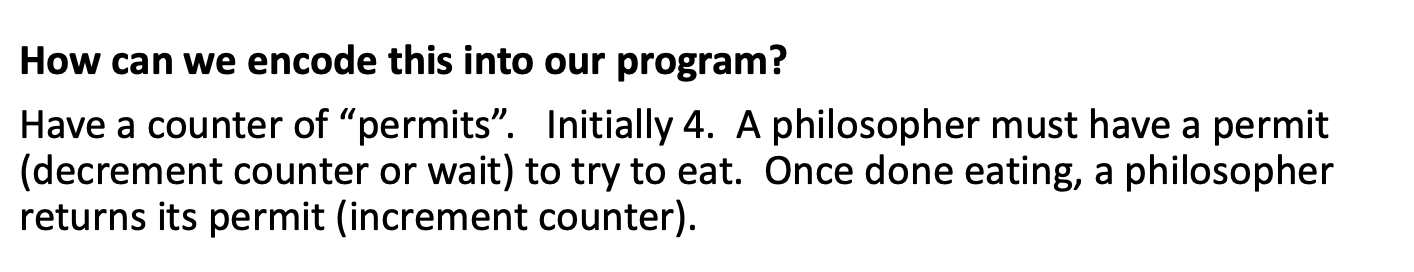 How can we encode this into our program?
Have a counter of “permits”.   Initially 4.  A philosopher must have a permit
(decrement counter or wait) to try to eat.  Once done eating, a philosopher
returns its permit (increment counter).